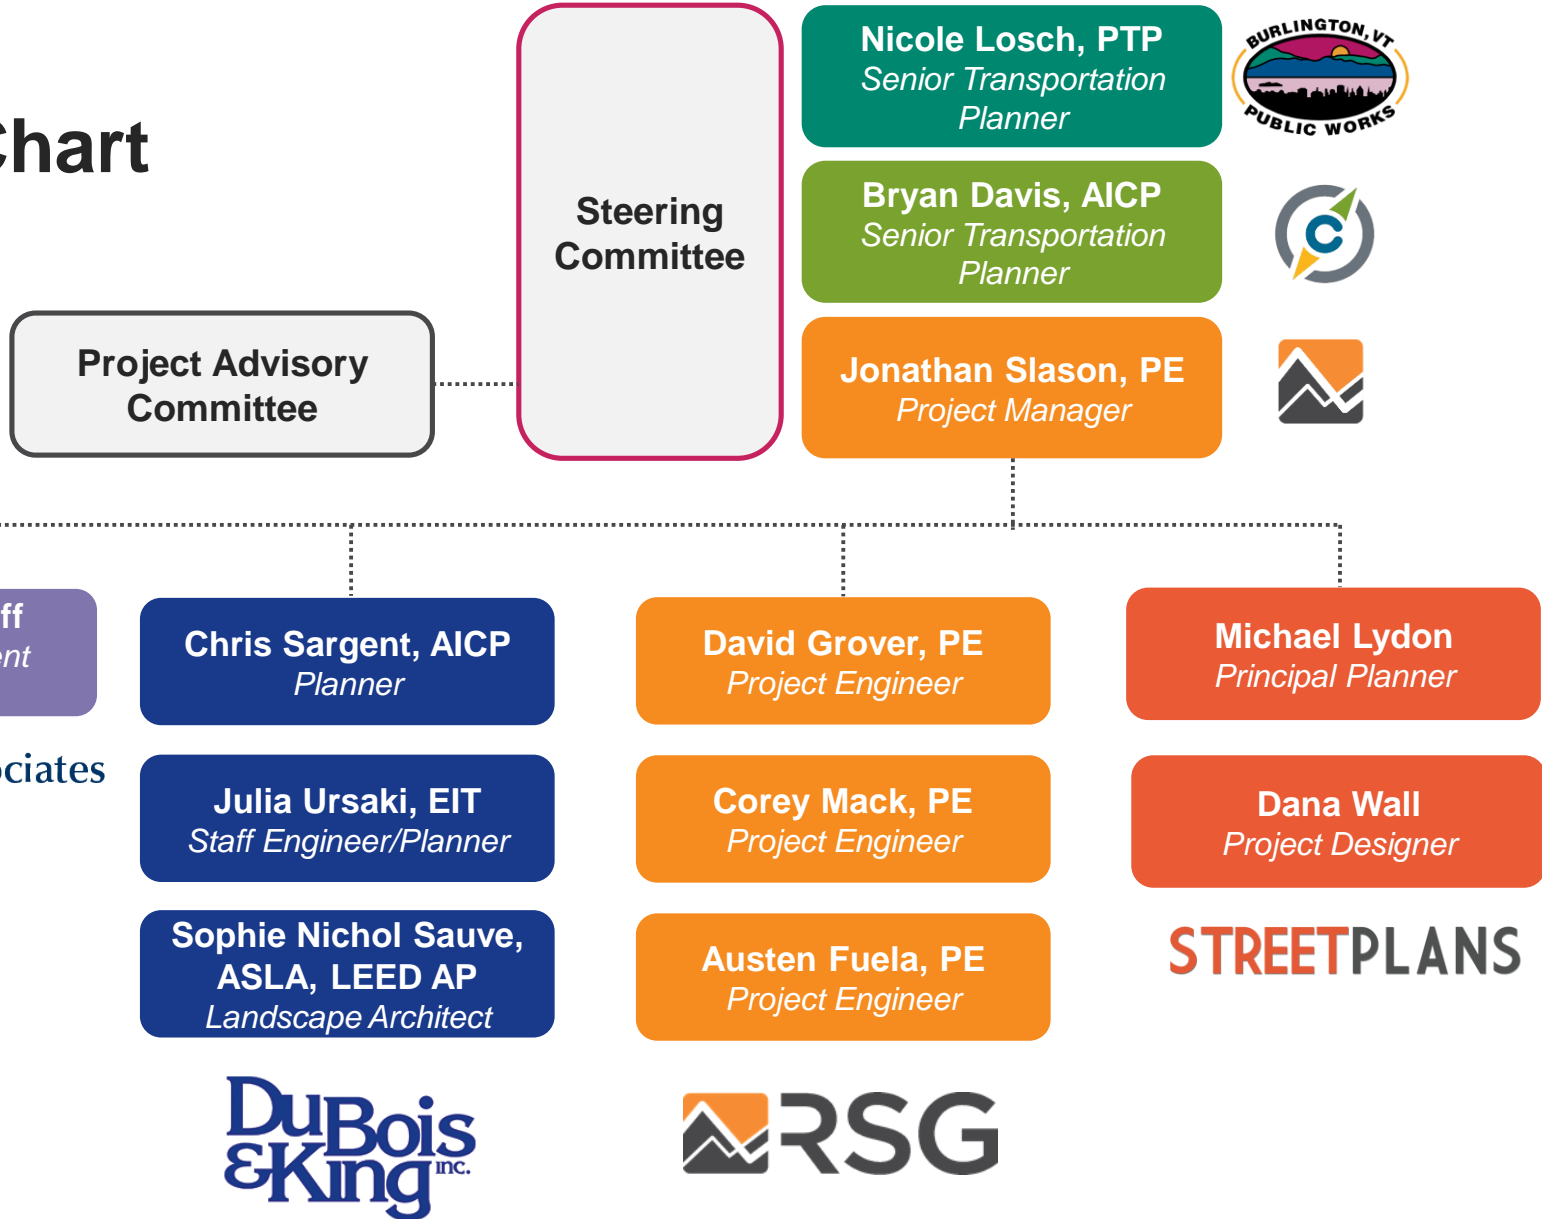 Chart
Steering
Committee
Nicole Losch, PTP
Senior Transportation
Planner
BURLINGTON, VT
PUBLIC WORKS
Bryan Davis, AICP
Senior Transportation
Planner
C
Jonathan Slason, PE
Project Manager
Project Advisory
Committee
Chris Sargent, AICP
Planner
Julia Ursaki, EIT
Staff Engineer/Planner
Sophie Nichol Sauve,
ASLA, LEED AP
Landscape Architect
DuBois
&King inc.
David Grover, PE
Project Engineer
Corey Mack, PE
Project Engineer
Austen Fuela, PE
Project Engineer
RSG
Michael Lydon
Principal Planner
Dana Wall
Project Designer
STREETPLANS